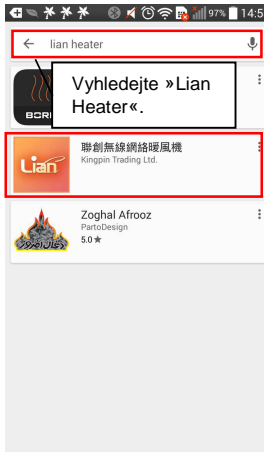 97% 14:5
lian heater
Vyhledejte »Lian
Heater«.
BORI
Lian
聯創無線網絡暖風機
Kingpin Trading Ltd.
Zoghal Afrooz
PartoDesign
5.0★